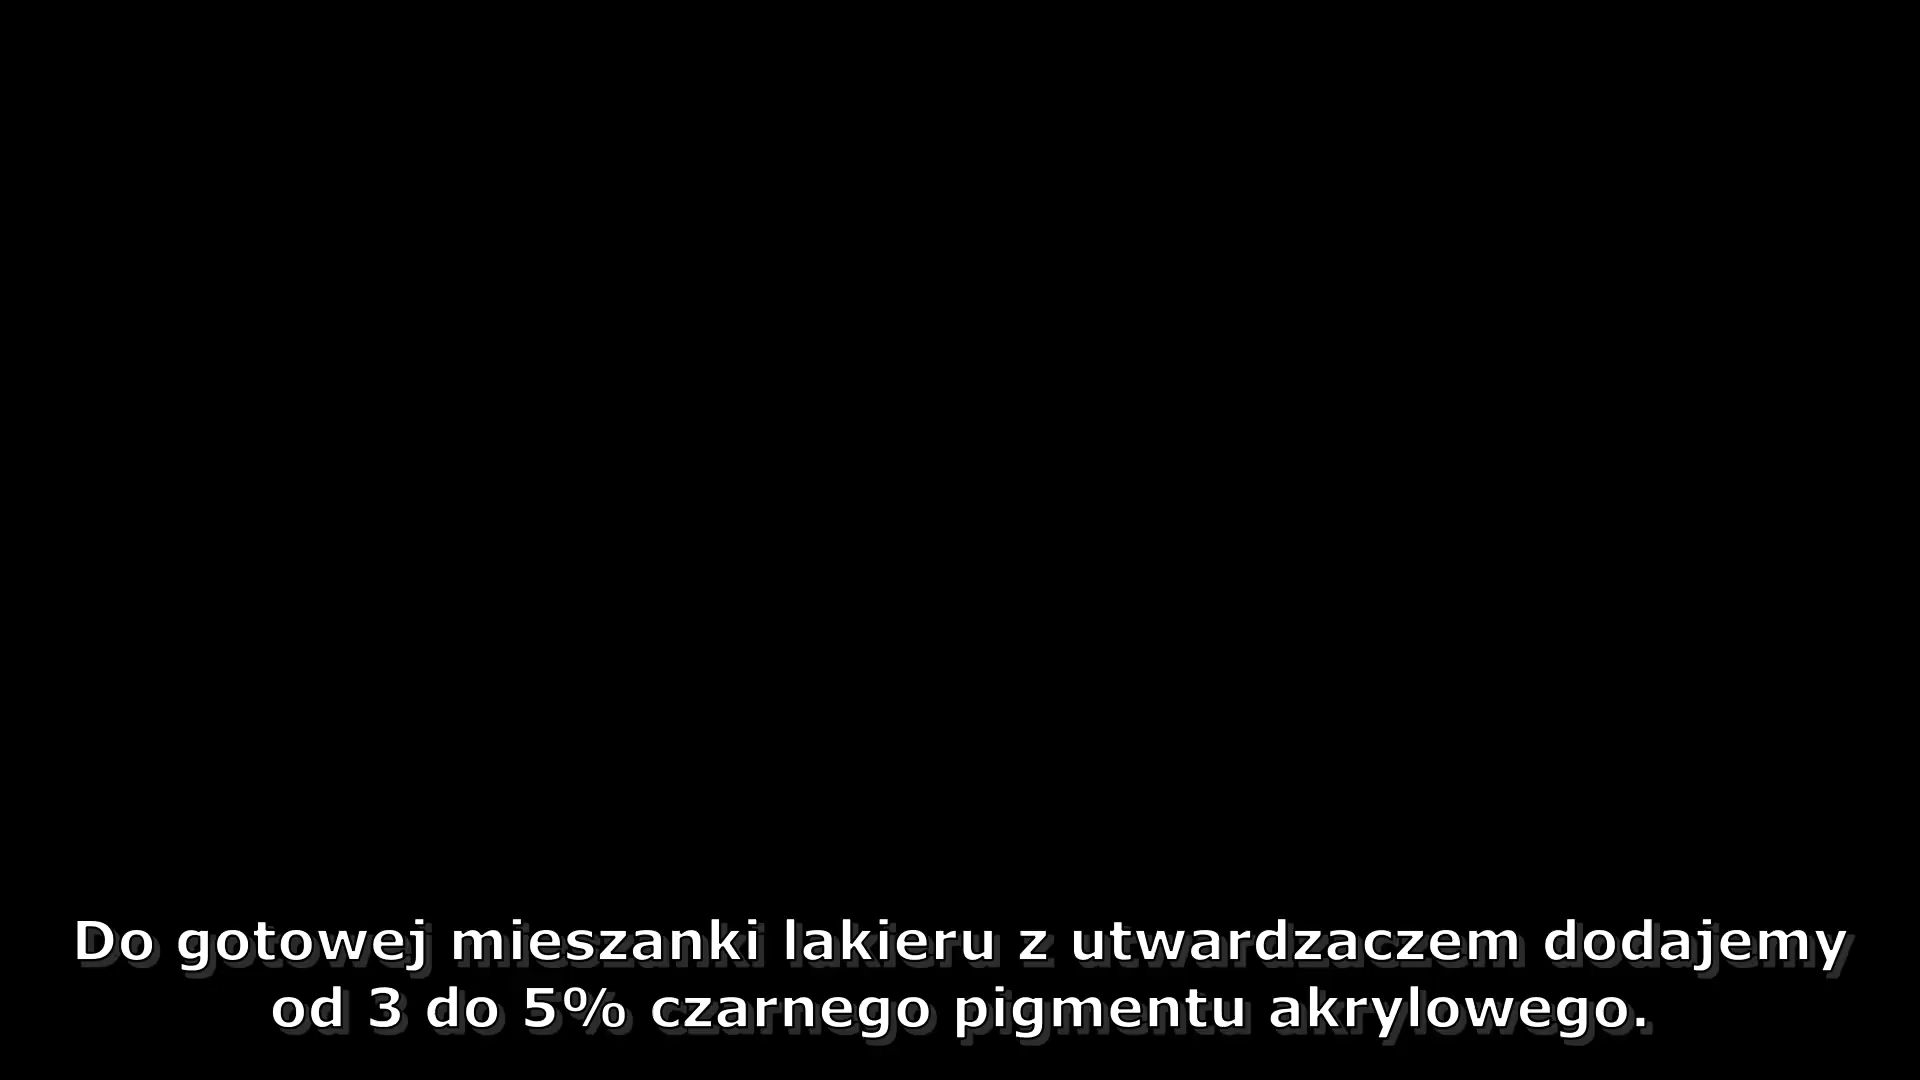 Do gotowej mieszanki lakieru z utwardzaczem dodajemy
od 3 do 5% czarnego pigmentu akrylowego.